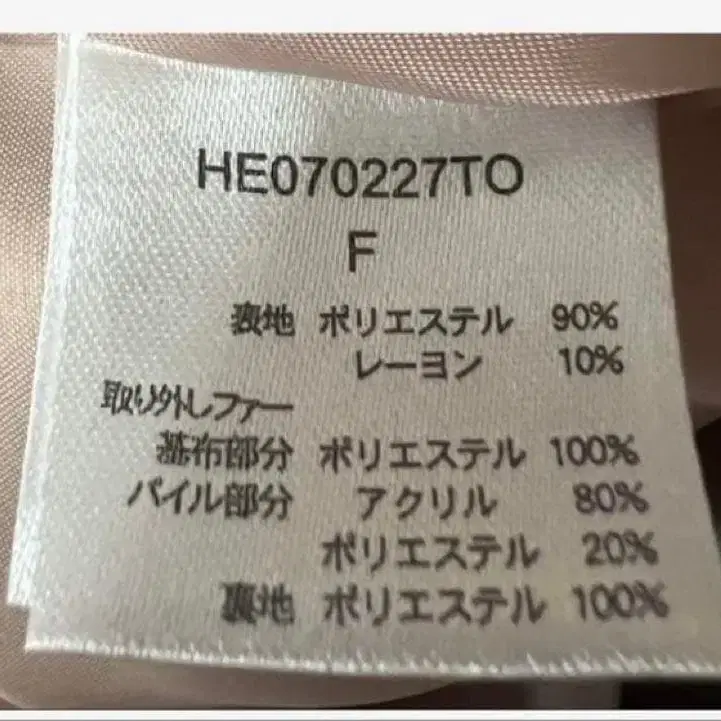 HE070227TO
F
表地 ポリエステル 90%
レーヨン 10%
取り外しファー
基布部分 ポリエステル 100%
パイル部分 アクリル 80%
ポリエステル 20%
裏地 ポリエステル 100%